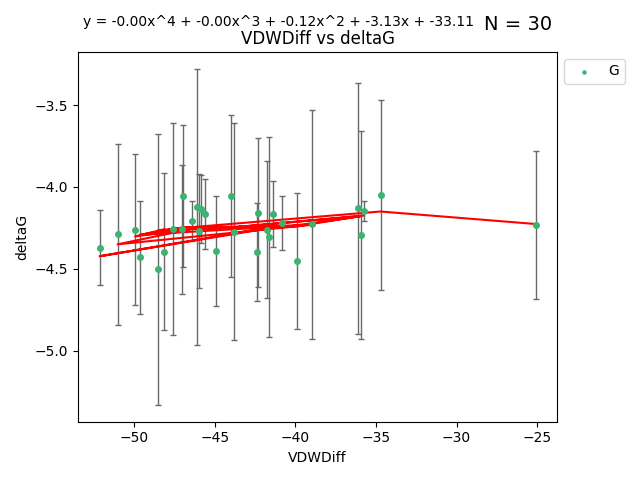 y = -0.00x^4 + -0.00x^3 + -0.12x^2 + -3.13x + -33.11 N = 30
VDWDiff vs deltaG
G
−3.5
−4.0
−4.5
−5.0
deltaG
−50 −45 −40 −35 −30 −25
VDWDiff